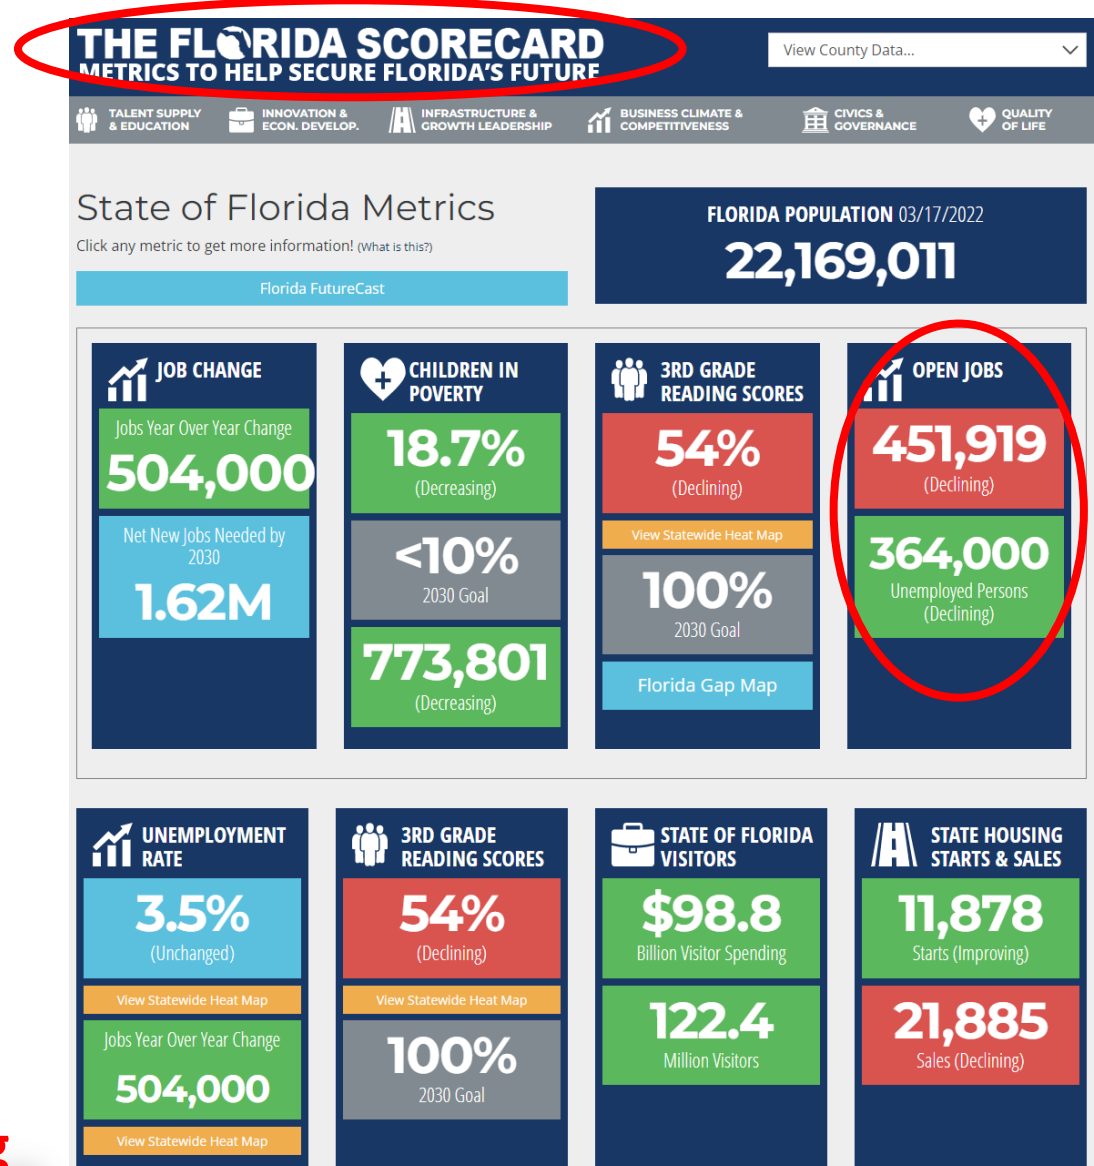 THE FLORIDA SCORECARD
METRICS TO HELP SECURE FLORIDA'S FUTURE
View County Data...
TALENT SUPPLY
& EDUCATION
INNOVATION &
ECON. DEVELOP.
INFRASTRUCTURE &
GROWTH LEADERSHIP
BUSINESS CLIMATE &
COMPETITIVENESS
CIVICS &
GOVERNANCE
QUALITY
OF LIFE
State of Florida Metrics
Click any metric to get more information! (What is this?)
Florida FutureCast
FLORIDA POPULATION 03/17/2022
22,169,011
JOB CHANGE
Jobs Year Over Year Change
504,000
Net New Jobs Needed by
2030
1.62M
CHILDREN IN
POVERTY
18.7%
(Decreasing)
<10%
2030 Goal
773,801
(Decreasing)
3RD GRADE
READING SCORES
54%
(Declining)
View Statewide Heat Map
100%
2030 Goal
Florida Gap Map
OPEN JOBS
451,919
(Declining)
364,000
Unemployed Persons
(Declining)
UNEMPLOYMENT
RATE
3.5%
(Unchanged)
View Statewide Heat Map
Jobs Year Over Year Change
504,000
View Statewide Heat Map
3RD GRADE
READING SCORES
54%
(Declining)
View Statewide Heat Map
100%
2030 Goal
STATE OF FLORIDA
VISITORS
$98.8
Billion Visitor Spending
122.4
Million Visitors
STATE HOUSING
STARTS & SALES
11,878
Starts (Improving)
21,885
Sales (Declining)